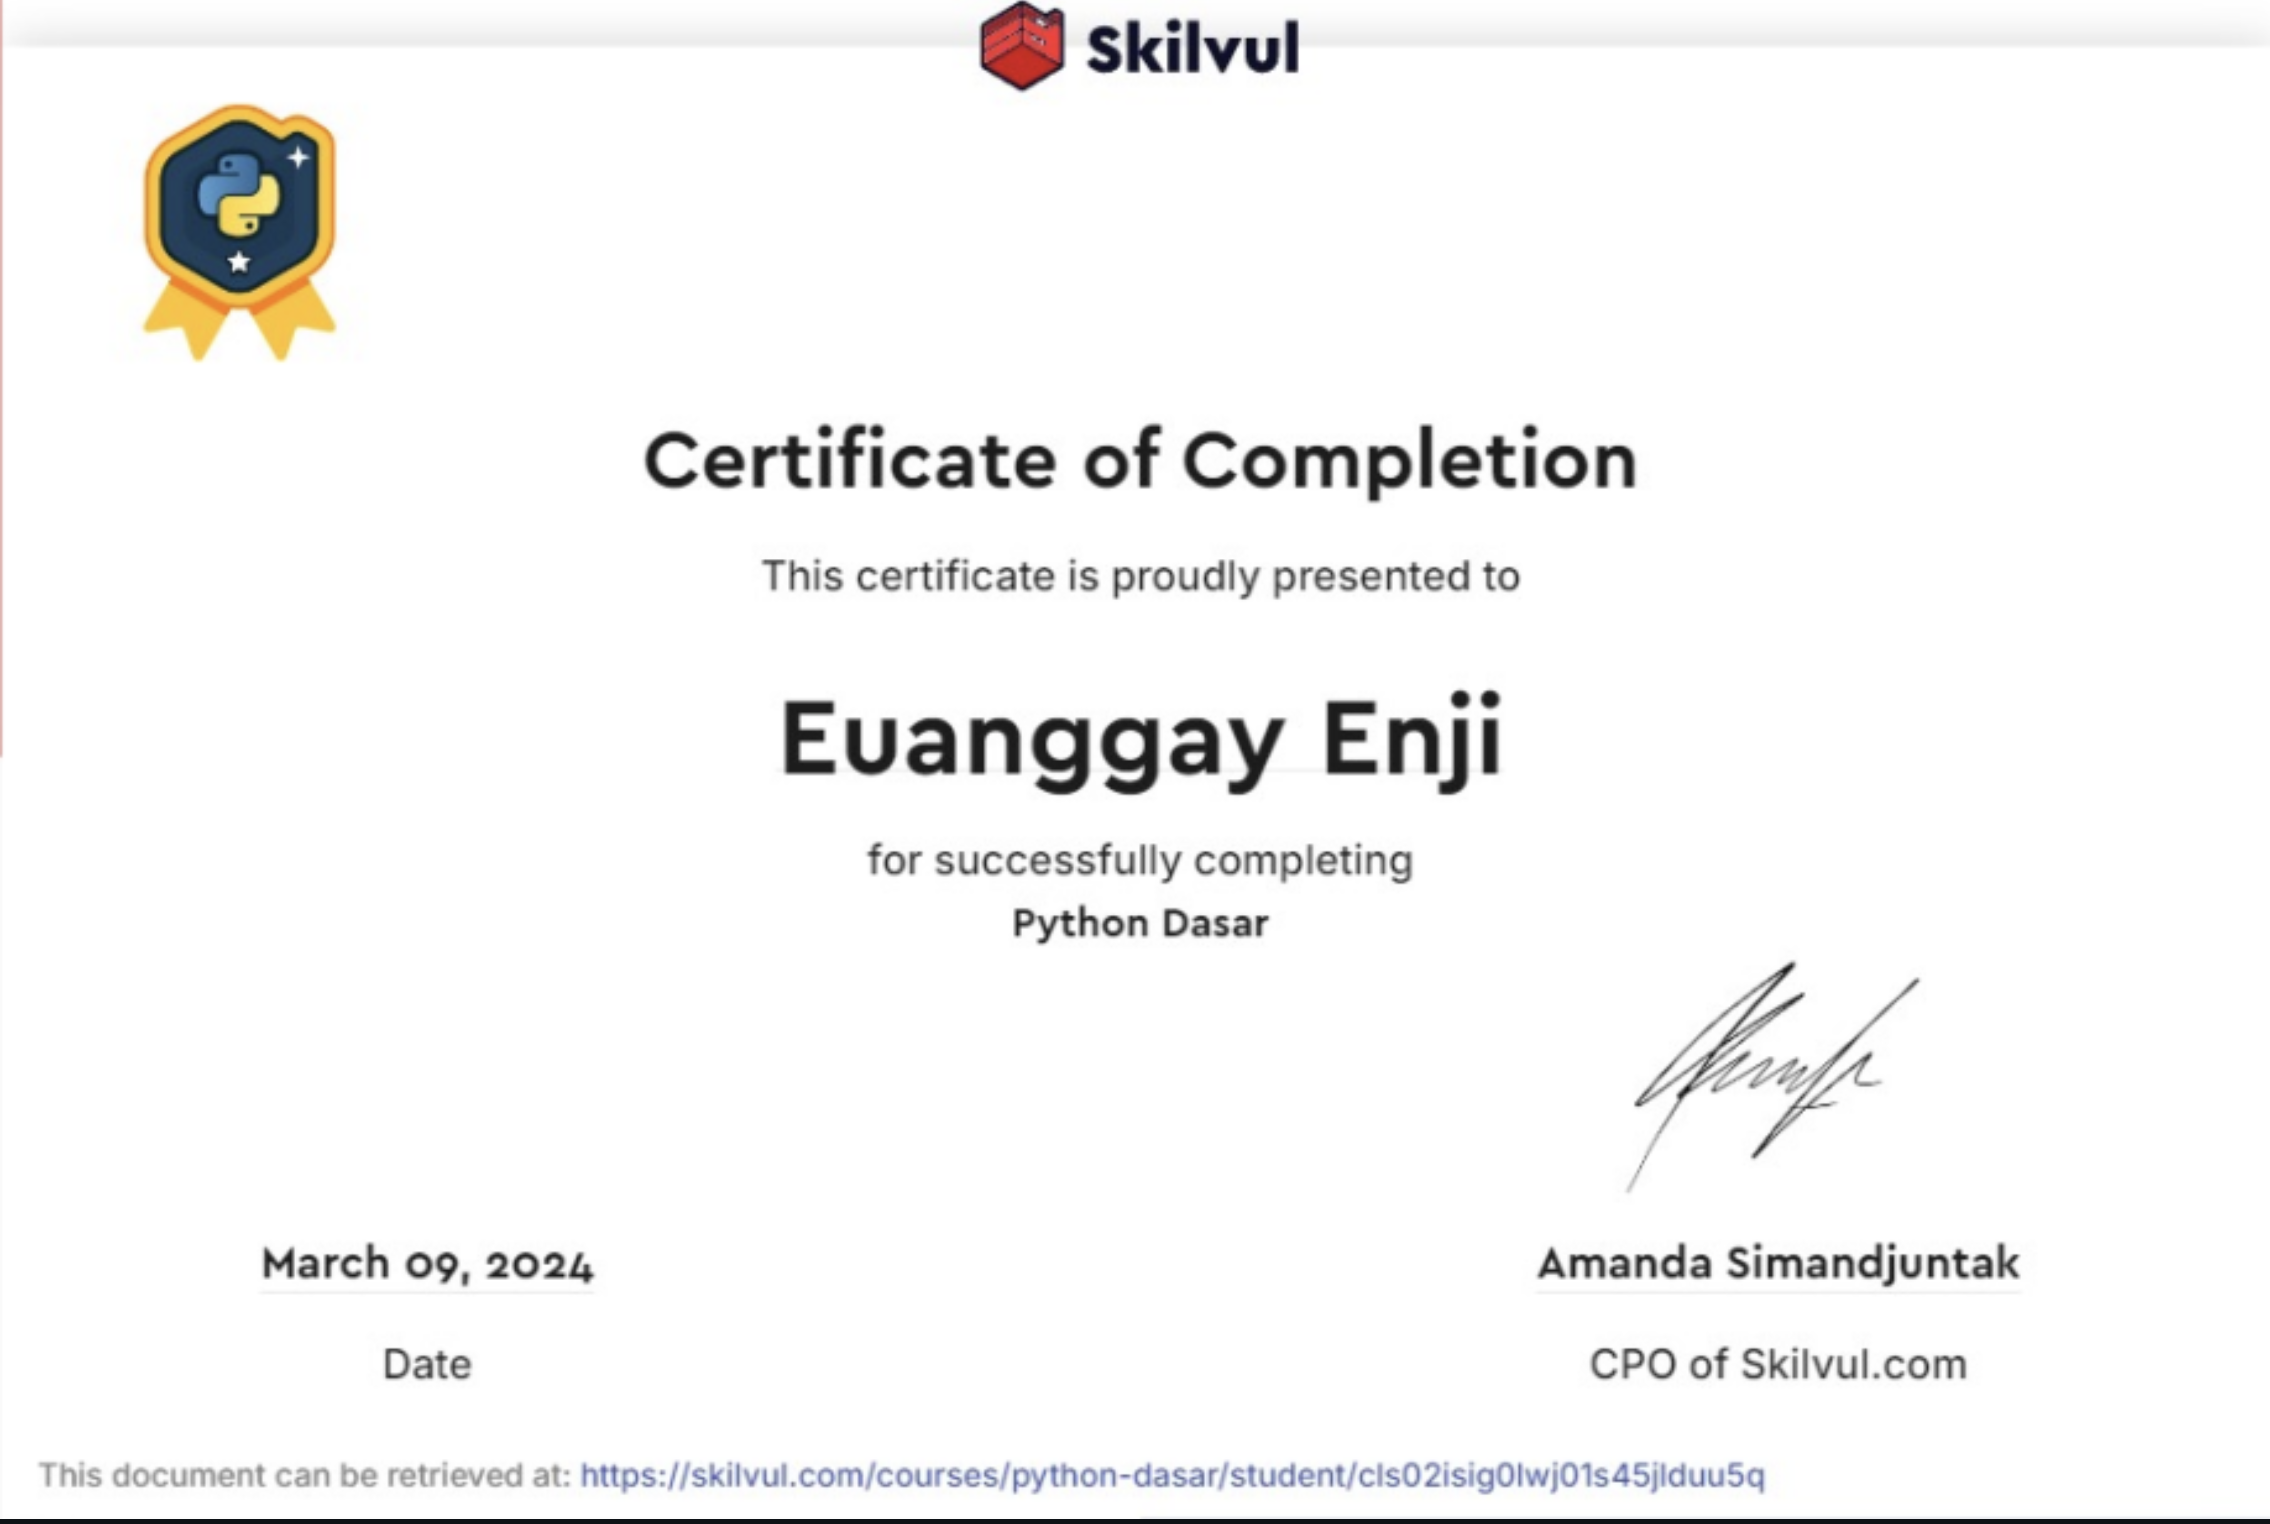 Skilvul
Certificate of Completion
This certificate is proudly presented to
Euanggay Enji
for successfully completing
Python Dasar
March 09, 2024
Amanda Simandjuntak
Date
CPO of Skilvul.com
This document can be retrieved at: https://skilvul.com/courses/python-dasar/student/cls02isig0lwj01s45jlduu5q